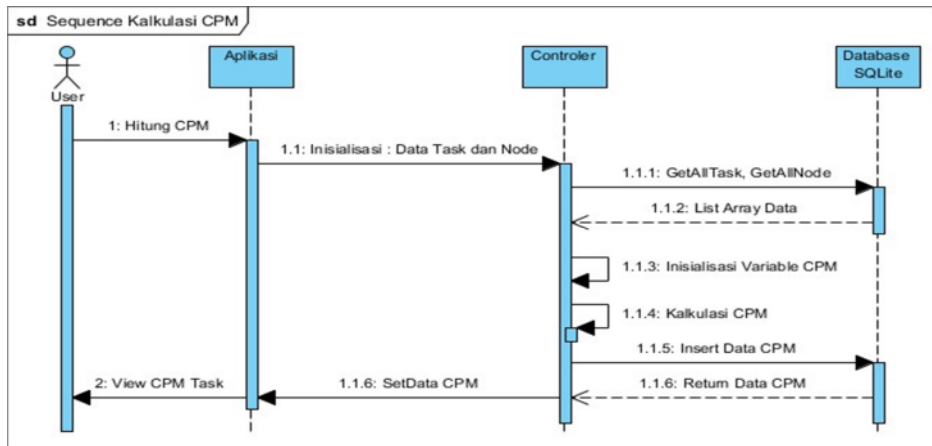 sd Sequence Kalkulasi CPM
User
Aplikasi
Controler
Database
SQLite
1: Hitung CPM
1.1: Inisialisasi : Data Task dan Node
1.1.1: GetAllTask, GetAllNode
1.1.2: List Array Data
1.1.3: Inisialisasi Variable CPM
1.1.4: Kalkulasi CPM
1.1.5: Insert Data CPM
2: View CPM Task
1.1.6: SetData CPM
1.1.6: Return Data CPM